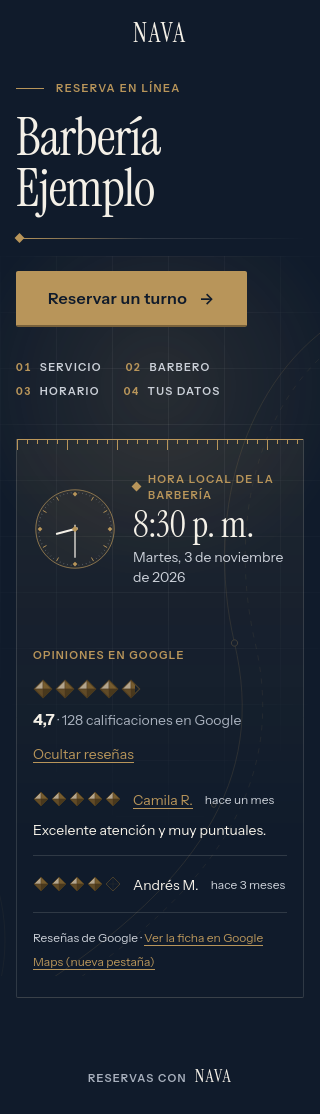 NAVA
RESERVA EN LÍNEA
Barbería
Ejemplo
Reservar un turno →
01 SERVICIO 02 BARBERO
03 HORARIO 04 TUS DATOS
HORA LOCAL DE LA
BARBERÍA
8:30 p. m.
Martes, 3 de noviembre
de 2026
OPINIONES EN GOOGLE
4,7 · 128 calificaciones en Google
Ocultar reseñas
Camila R. hace un mes
Excelente atención y muy puntuales.
Andrés M. hace 3 meses
Reseñas de Google · Ver la ficha en Google
Maps (nueva pestaña)
RESERVAS CON NAVA